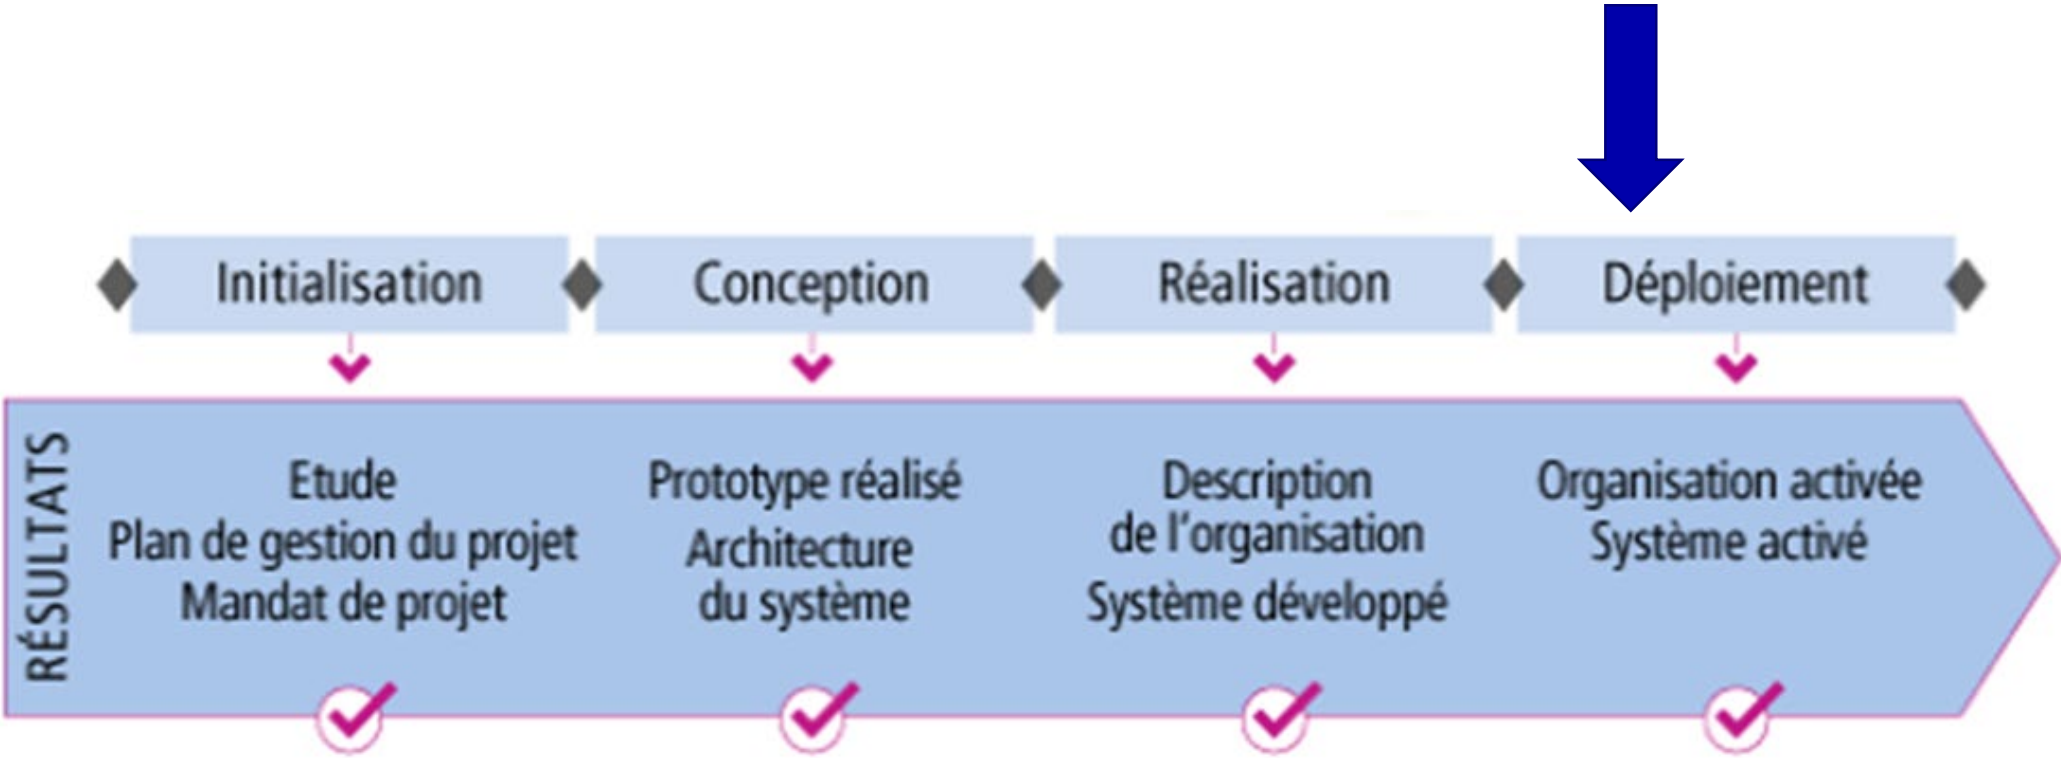 Initialisation
Conception
Réalisation
Déploiement
RÉSULTATS
Etude
Plan de gestion du projet
Mandat de projet
Prototype réalisé
Architecture
du système
Description
de l'organisation
Système développé
Organisation activée
Système activé